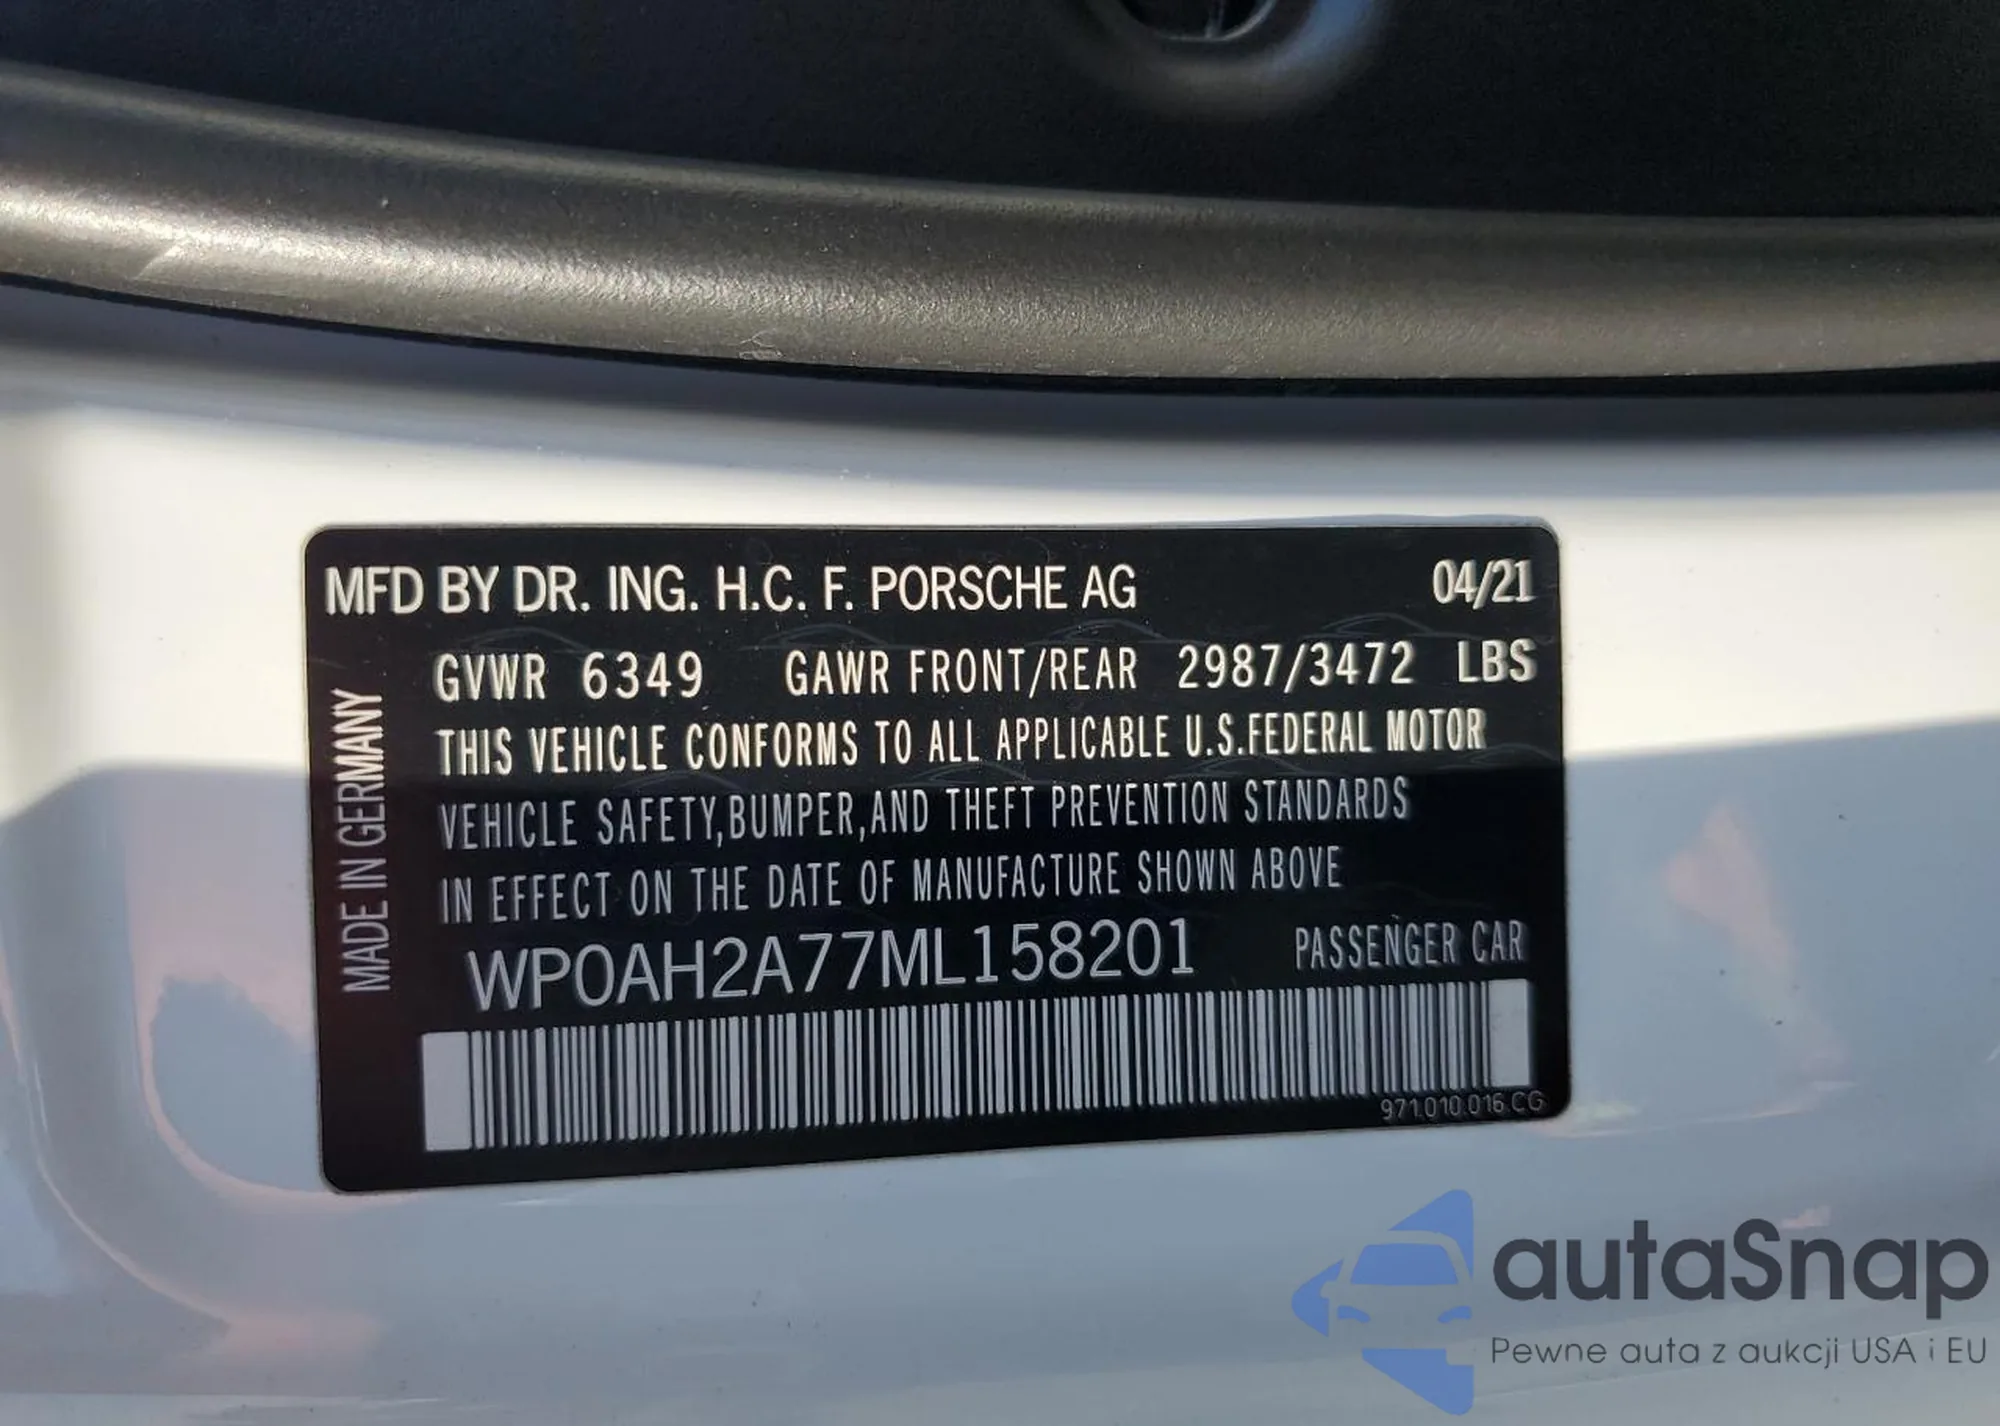 MFD BY DR. ING. H.C. F. PORSCHE AG 04/21
GVWR 6349 GAWR FRONT/REAR 2987/3472 LBS
THIS VEHICLE CONFORMS TO ALL APPLICABLE U.S.FEDERAL MOTOR
VEHICLE SAFETY,BUMPER,AND THEFT PREVENTION STANDARDS
IN EFFECT ON THE DATE OF MANUFACTURE SHOWN ABOVE
WP0AH2A77ML158201 PASSENGER CAR
971.010.016.CG
MADE IN GERMANY
autaSnap
Pewne auta z aukcji USA i EU